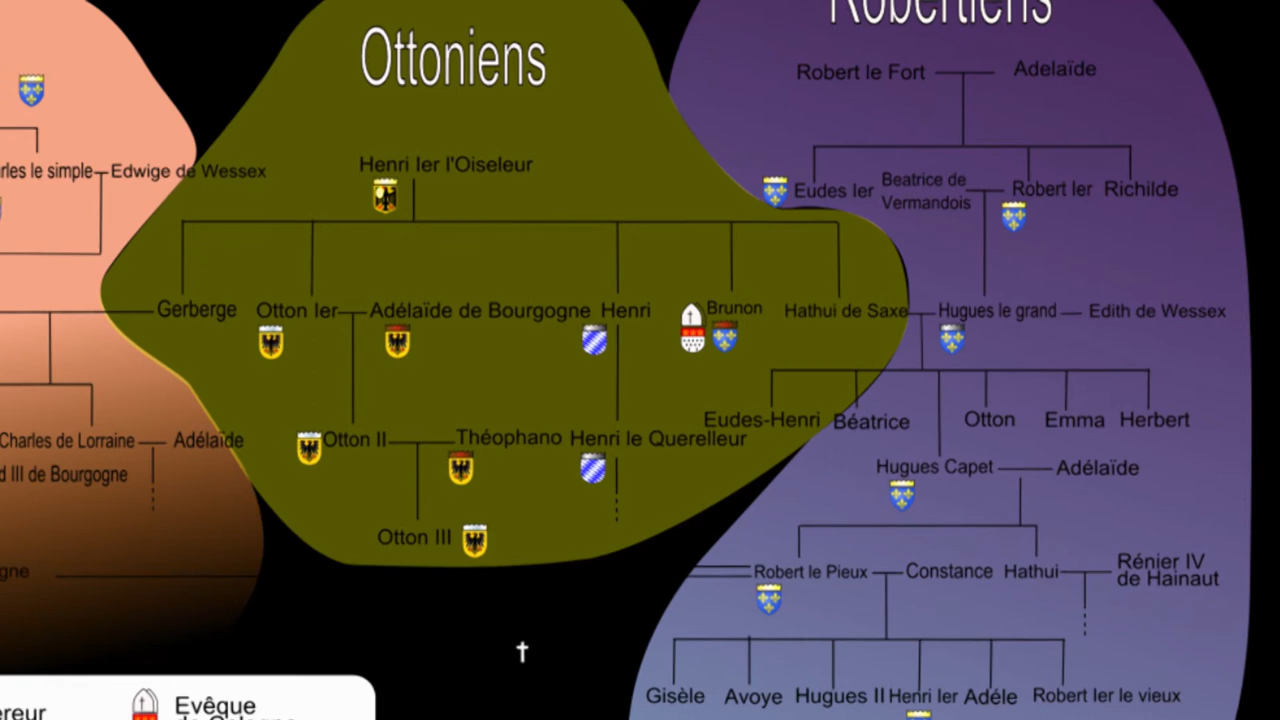 Robertiens
Ottoniens
Robert le Fort
Adelaïde
Henri Ier l'Oiseleur
rles le simple
Edwige de Wessex
Eudes Ier
Beatrice de
Vermandois
Robert Ier
Richilde
Gerberge
Otton Ier
Adélaïde de Bourgogne
Henri
Brunon
Hathui de Saxe
Hugues le grand
Edith de Wessex
Eudes-Henri
Béatrice
Otton
Emma
Herbert
Charles de Lorraine
Adélaïde
Otton II
Théophano
Henri le Querelleur
d III de Bourgogne
Hugues Capet
Adélaïde
Otton III
gne
Robert le Pieux
Constance
Hathui
Rénier IV
de Hainaut
Gisèle
Avoye
Hugues II
Henri Ier
Adéle
Robert Ier le vieux
ereur
Evêque
de Cologne